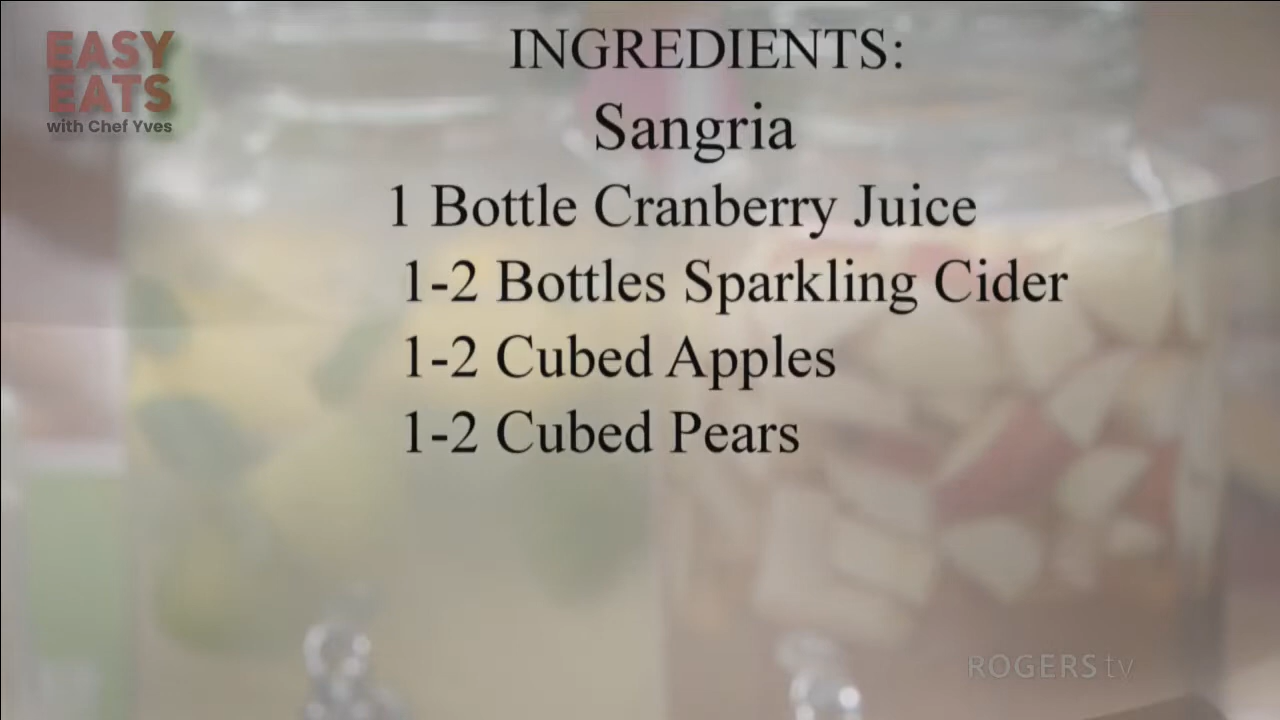 EASY
EATS
with Chef Yves
INGREDIENTS:
Sangria
1 Bottle Cranberry Juice
1-2 Bottles Sparkling Cider
1-2 Cubed Apples
1-2 Cubed Pears
ROGERS tv